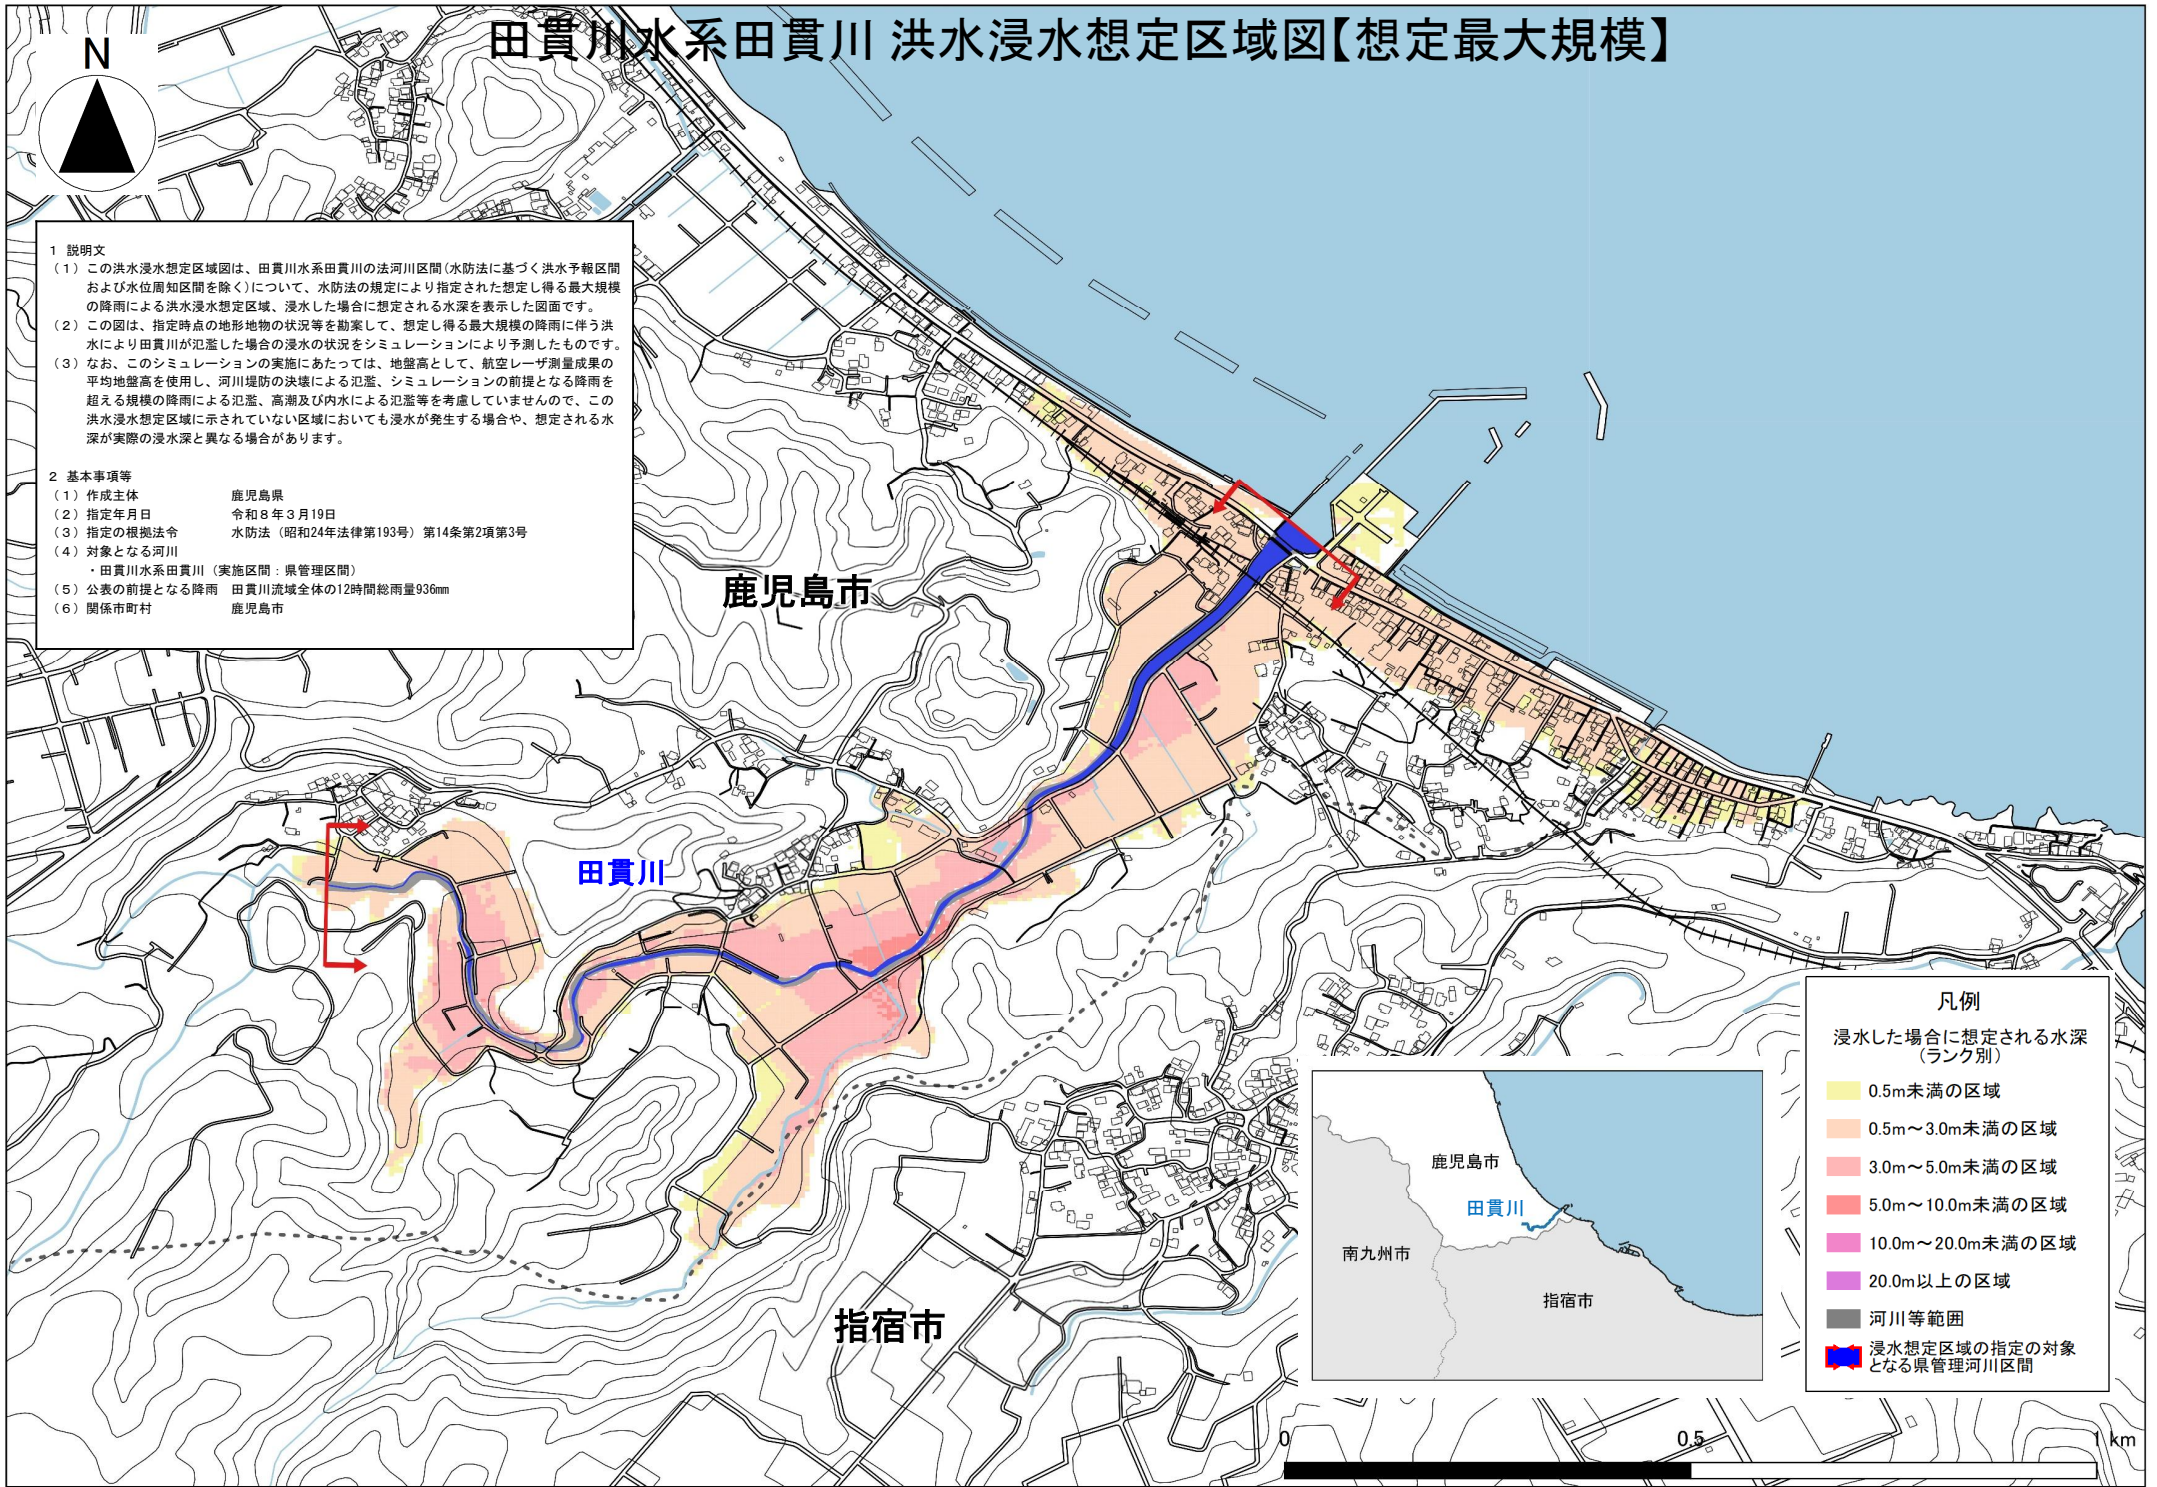 田貫川水系田貫川 洪水浸水想定区域図【想定最大規模】
N
1 説明文
（1）この洪水浸水想定区域図は、田貫川水系田貫川の法河川区間（水防法に基づく洪水予報区間
および水位周知区間を除く）について、水防法の規定により指定された想定し得る最大規模
の降雨による洪水浸水想定区域、浸水した場合に想定される水深を表示した図面です。
（2）この図は、指定時点の地形地物の状況等を勘案して、想定し得る最大規模の降雨に伴う洪
水により田貫川が氾濫した場合の浸水の状況をシミュレーションにより予測したものです。
（3）なお、このシミュレーションの実施にあたっては、地盤高として、航空レーザ測量成果の
平均地盤高を使用し、河川堤防の決壊による氾濫、シミュレーションの前提となる降雨を
超える規模の降雨による氾濫、高潮及び内水による氾濫等を考慮していませんので、この
洪水浸水想定区域に示されていない区域においても浸水が発生する場合や、想定される水
深が実際の浸水深と異なる場合があります。
2 基本事項等
（1）作成主体 鹿児島県
（2）指定年月日 令和8年3月19日
（3）指定の根拠法令 水防法（昭和24年法律第193号）第14条第2項第3号
（4）対象となる河川
・田貫川水系田貫川（実施区間：県管理区間）
（5）公表の前提となる降雨 田貫川流域全体の12時間総雨量936mm
（6）関係市町村 鹿児島市
鹿児島市
田貫川
指宿市
鹿児島市
田貫川
南九州市
指宿市
凡例
浸水した場合に想定される水深
（ランク別）
0.5m未満の区域
0.5m～3.0m未満の区域
3.0m～5.0m未満の区域
5.0m～10.0m未満の区域
10.0m～20.0m未満の区域
20.0m以上の区域
河川等範囲
浸水想定区域の指定の対象
となる県管理河川区間
0 0.5 1 km